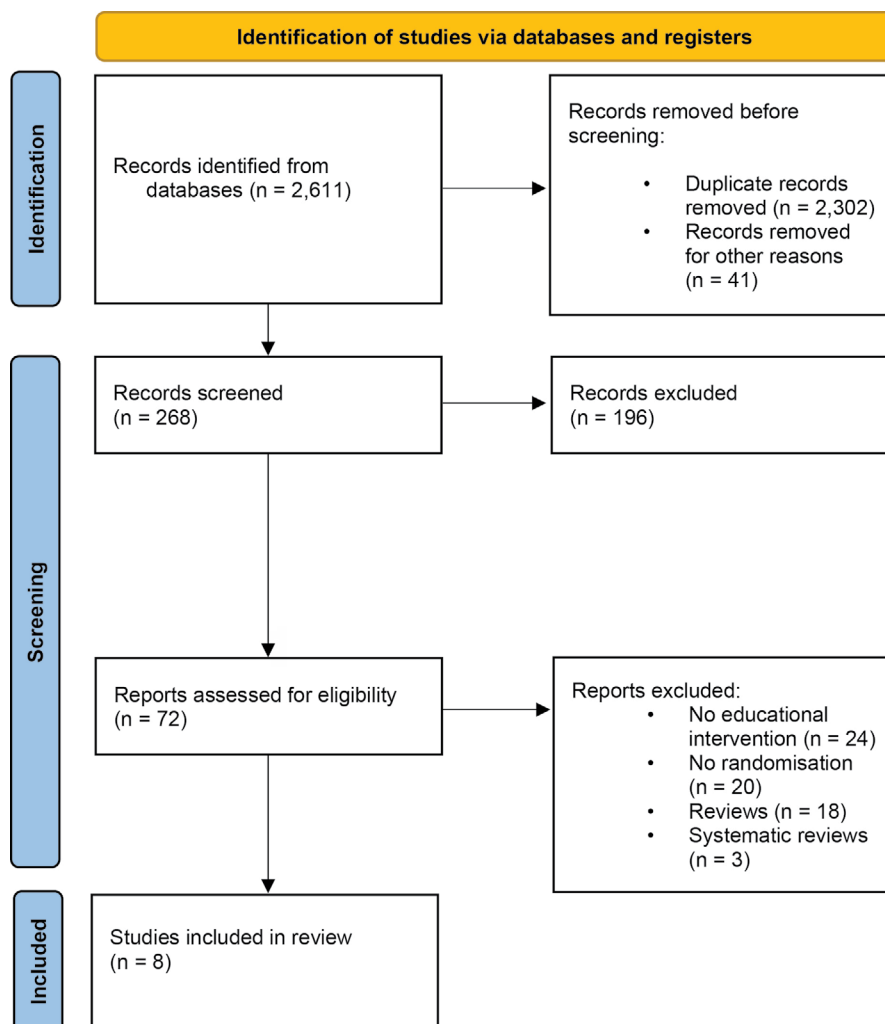 Identification of studies via databases and registers
Identification
Records identified from
databases (n = 2,611)
Records removed before
screening:
• Duplicate records
removed (n = 2,302)
• Records removed
for other reasons
(n = 41)
Screening
Records screened
(n = 268)
Records excluded
(n = 196)
Reports assessed for eligibility
(n = 72)
Reports excluded:
• No educational
intervention (n = 24)
• No randomisation
(n = 20)
• Reviews (n = 18)
• Systematic reviews
(n = 3)
Included
Studies included in review
(n = 8)